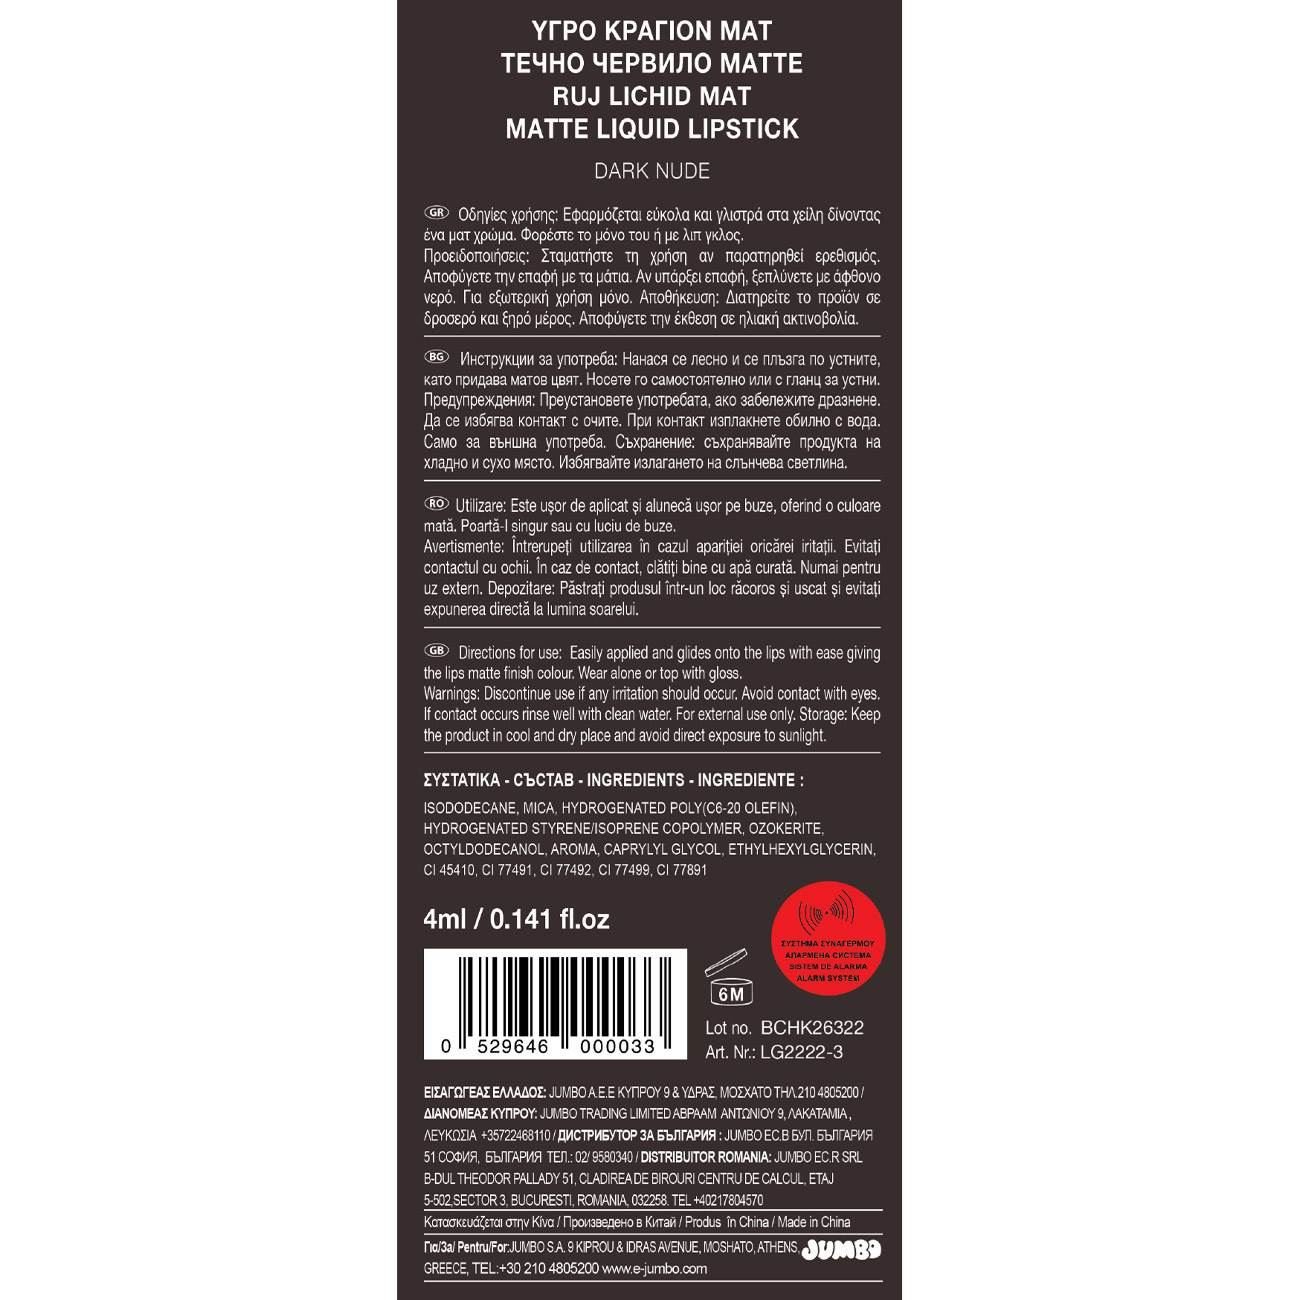 ΥΓΡΟ ΚΡΑΓΙΟΝ ΜΑΤ
ТЕЧНО ЧЕРВИЛО МАТТЕ
RUJ LICHID MAT
MATTE LIQUID LIPSTICK
DARK NUDE
GR Οδηγίες χρήσης: Εφαρμόζεται εύκολα και γλιστρά στα χείλη δίνοντας
ένα ματ χρώμα. Φορέστε το μόνο του ή με λιπ γκλος.
Προειδοποιήσεις: Σταματήστε τη χρήση αν παρατηρηθεί ερεθισμός.
Αποφύγετε την επαφή με τα μάτια. Αν υπάρξει επαφή, ξεπλύνετε με άφθονο
νερό. Για εξωτερική χρήση μόνο. Αποθήκευση: Διατηρείτε το προϊόν σε
δροσερό και ξηρό μέρος. Αποφύγετε την έκθεση σε ηλιακή ακτινοβολία.
BG Инструкции за употреба: Нанася се лесно и се плъзга по устните,
като придава матов цвят. Носете го самостоятелно или с гланц за устни.
Предупреждения: Преустановете употребата, ако забележите дразнене.
Да се избягва контакт с очите. При контакт изплакнете обилно с вода.
Само за външна употреба. Съхранение: съхранявайте продукта на
хладно и сухо място. Избягвайте излагането на слънчева светлина.
RO Utilizare: Este ușor de aplicat și alunecă ușor pe buze, oferind o culoare
mată. Poartă-l singur sau cu luciu de buze.
Avertismente: Întrerupeți utilizarea în cazul apariției oricărei iritații. Evitați
contactul cu ochii. În caz de contact, clătiți bine cu apă curată. Numai pentru
uz extern. Depozitare: Păstrați produsul într-un loc răcoros și uscat și evitați
expunerea directă la lumina soarelui.
GB Directions for use: Easily applied and glides onto the lips with ease giving
the lips matte finish colour. Wear alone or top with gloss.
Warnings: Discontinue use if any irritation should occur. Avoid contact with eyes.
If contact occurs rinse well with clean water. For external use only. Storage: Keep
the product in cool and dry place and avoid direct exposure to sunlight.
ΣΥΣΤΑΤΙΚΑ - СЪСТАВ - INGREDIENTS - INGREDIENTE :
ISODODECANE, MICA, HYDROGENATED POLY(C6-20 OLEFIN),
HYDROGENATED STYRENE/ISOPRENE COPOLYMER, OZOKERITE,
OCTYLDODECANOL, AROMA, CAPRYLYL GLYCOL, ETHYLHEXYLGLYCERIN,
CI 45410, CI 77491, CI 77492, CI 77499, CI 77891
4ml / 0.141 fl.oz
ΣΥΣΤΗΜΑ ΣΥΝΑΓΕΡΜΟΥ
АЛАРМЕНА СИСТЕМА
SISTEM DE ALARMA
ALARM SYSTEM
6M
0 529646 000033
Lot no. BCHK26322
Art. Nr.: LG2222-3
ΕΙΣΑΓΩΓΕΑΣ ΕΛΛΑΔΟΣ: JUMBO A.E.E ΚΥΠΡΟΥ 9 & ΥΔΡΑΣ, ΜΟΣΧΑΤΟ ΤΗΛ.210 4805200 /
ΔΙΑΝΟΜΕΑΣ ΚΥΠΡΟΥ: JUMBO TRADING LIMITED ΑΒΡΑΑΜ ΑΝΤΩΝΙΟΥ 9, ΛΑΚΑΤΑΜΙΑ,
ΛΕΥΚΩΣΙΑ +35722468110 / ДИСТРИБУТОР ЗА БЪЛГАРИЯ : JUMBO EC.B БУЛ. БЪЛГАРИЯ
51 СОФИЯ, БЪЛГАРИЯ ТЕЛ.: 02/ 9580340 / DISTRIBUITOR ROMANIA: JUMBO EC.R SRL
B-DUL THEODOR PALLADY 51, CLADIREA DE BIROURI CENTRU DE CALCUL, ETAJ
5-502,SECTOR 3, BUCURESTI, ROMANIA, 032258. TEL +40217804570
Κατασκευάζεται στην Κίνα / Произведено в Китай / Produs în China / Made in China
Για/За/ Pentru/For:JUMBO S.A. 9 KIPROU & IDRAS AVENUE, MOSHATO, ATHENS, JUMBO
GREECE, TEL:+30 210 4805200 www.e-jumbo.com